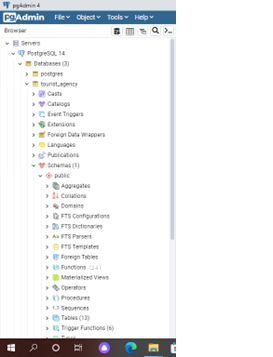 pgAdmin 4
pgAdmin File Object Tools Help
Browser
Servers
PostgreSQL 14
Databases (3)
postgres
tourist_agency
Casts
Catalogs
Event Triggers
Extensions
Foreign Data Wrappers
Languages
Publications
Schemas (1)
public
Aggregates
Collations
Domains
FTS Configurations
FTS Dictionaries
FTS Parsers
FTS Templates
Foreign Tables
Functions
Materialized Views
Operators
Procedures
1..3 Sequences
Tables (13)
Trigger Functions (6)